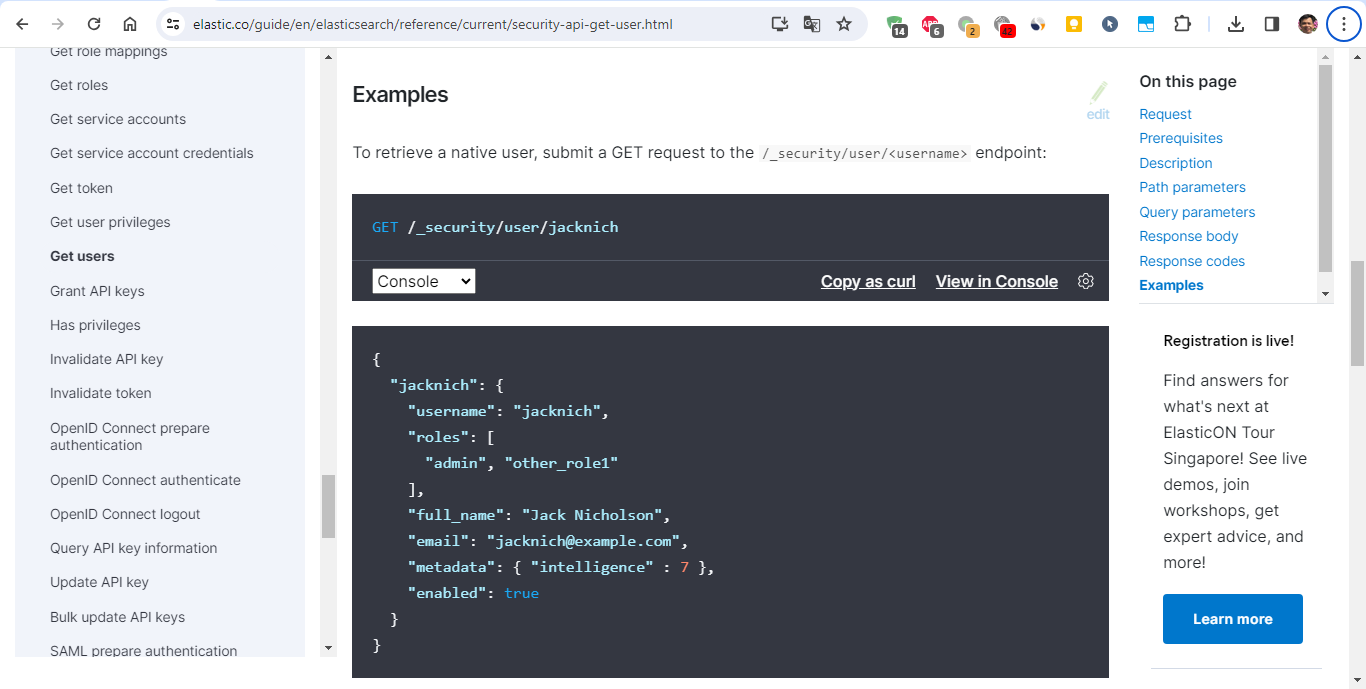 elastic.co/guide/en/elasticsearch/reference/current/security-api-get-user.html
14
6
2
42
Get role mappings
Get roles
Get service accounts
Get service account credentials
Get token
Get user privileges
Get users
Grant API keys
Has privileges
Invalidate API key
Invalidate token
OpenID Connect prepare
authentication
OpenID Connect authenticate
OpenID Connect logout
Query API key information
Update API key
Bulk update API keys
SAML prepare authentication
Examples
edit
To retrieve a native user, submit a GET request to the /_security/user/<username> endpoint:
GET /_security/user/jacknich
Console
Copy as curl
View in Console
{
"jacknich": {
"username": "jacknich",
"roles": [
"admin", "other_role1"
],
"full_name": "Jack Nicholson",
"email": "jacknich@example.com",
"metadata": { "intelligence" : 7 },
"enabled": true
}
}
On this page
Request
Prerequisites
Description
Path parameters
Query parameters
Response body
Response codes
Examples
Registration is live!
Find answers for
what's next at
ElasticON Tour
Singapore! See live
demos, join
workshops, get
expert advice, and
more!
Learn more